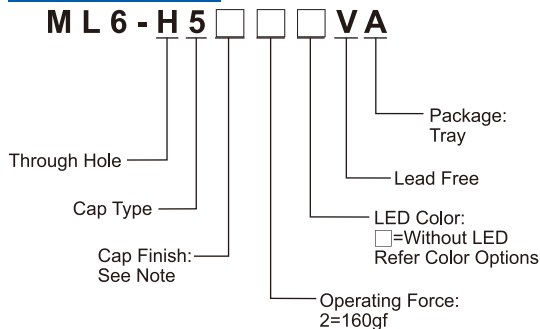 ML6-H5□□□VA
Package:
Tray
Through Hole
Lead Free
Cap Type
LED Color:
□=Without LED
Refer Color Options
Cap Finish:
See Note
Operating Force:
2=160gf